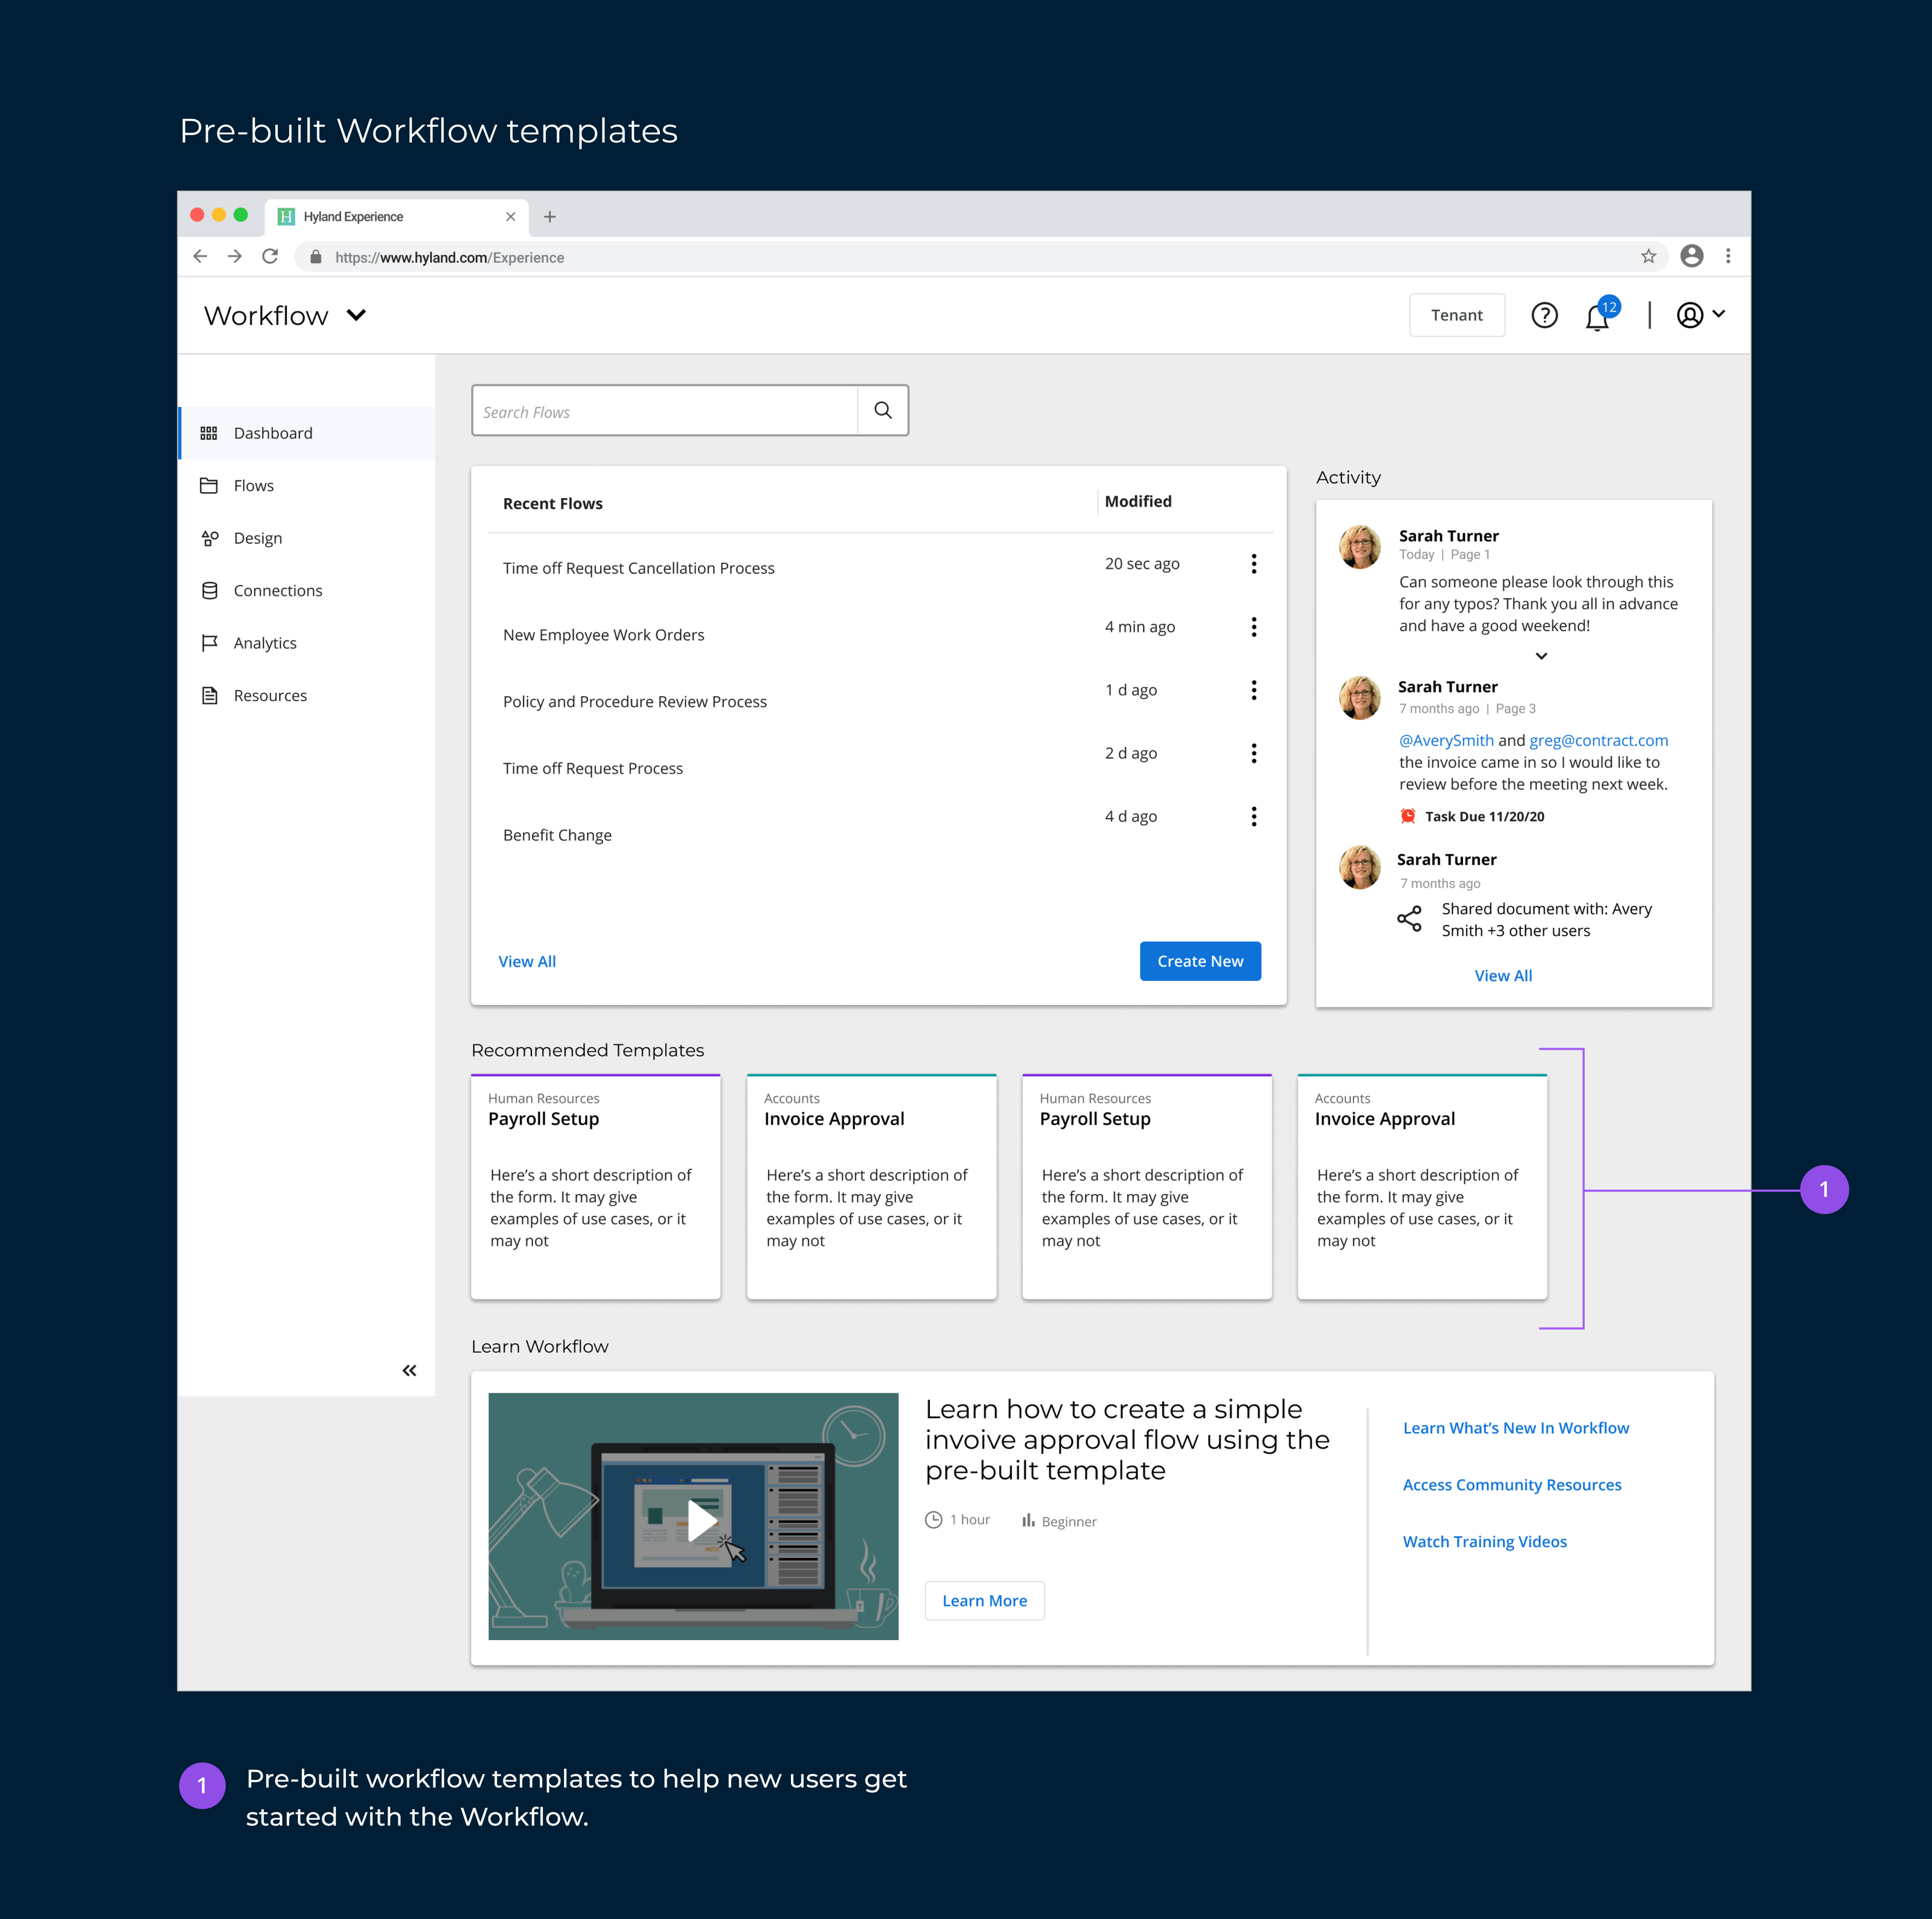 Pre-built Workflow templates
Hyland Experience
https://www.hyland.com/Experience
Workflow
Tenant
12
Dashboard
Flows
Design
Connections
Analytics
Resources
Search Flows
Recent Flows
Modified
Time off Request Cancellation Process
20 sec ago
New Employee Work Orders
4 min ago
Policy and Procedure Review Process
1 d ago
Time off Request Process
2 d ago
Benefit Change
4 d ago
View All
Create New
Activity
Sarah Turner
Today | Page 1
Can someone please look through this
for any typos? Thank you all in advance
and have a good weekend!
Sarah Turner
7 months ago | Page 3
@AverySmith and greg@contract.com
the invoice came in so I would like to
review before the meeting next week.
Task Due 11/20/20
Sarah Turner
7 months ago
Shared document with: Avery
Smith +3 other users
View All
Recommended Templates
Human Resources
Payroll Setup
Here's a short description of
the form. It may give
examples of use cases, or it
may not
Accounts
Invoice Approval
Here's a short description of
the form. It may give
examples of use cases, or it
may not
Human Resources
Payroll Setup
Here's a short description of
the form. It may give
examples of use cases, or it
may not
Accounts
Invoice Approval
Here's a short description of
the form. It may give
examples of use cases, or it
may not
1
Learn Workflow
Learn how to create a simple
invoive approval flow using the
pre-built template
1 hour
Beginner
Learn More
Learn What's New In Workflow
Access Community Resources
Watch Training Videos
1
Pre-built workflow templates to help new users get
started with the Workflow.